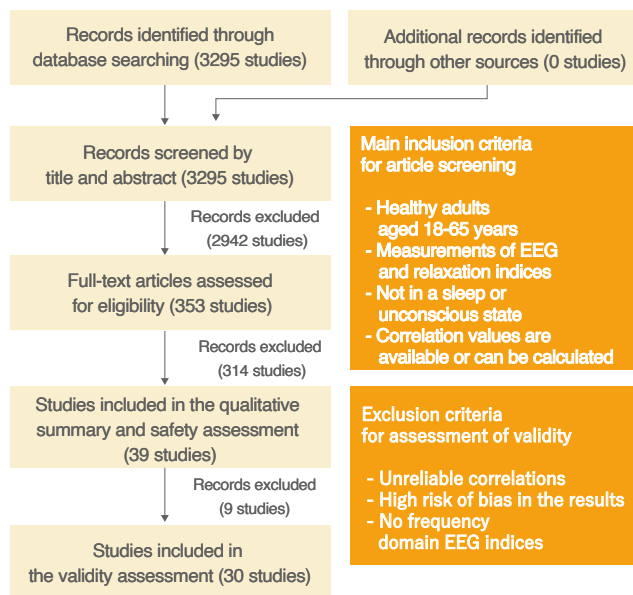 Records identified through
database searching (3295 studies)
Additional records identified
through other sources (0 studies)
Records screened by
title and abstract (3295 studies)
Records excluded
(2942 studies)
Full-text articles assessed
for eligibility (353 studies)
Records excluded
(314 studies)
Studies included in the qualitative
summary and safety assessment
(39 studies)
Records excluded
(9 studies)
Studies included in
the validity assessment (30 studies)
Main inclusion criteria
for article screening
- Healthy adults
aged 18-65 years
- Measurements of EEG
and relaxation indices
- Not in a sleep or
unconscious state
- Correlation values are
available or can be calculated
Exclusion criteria
for assessment of validity
- Unreliable correlations
- High risk of bias in the results
- No frequency
domain EEG indices